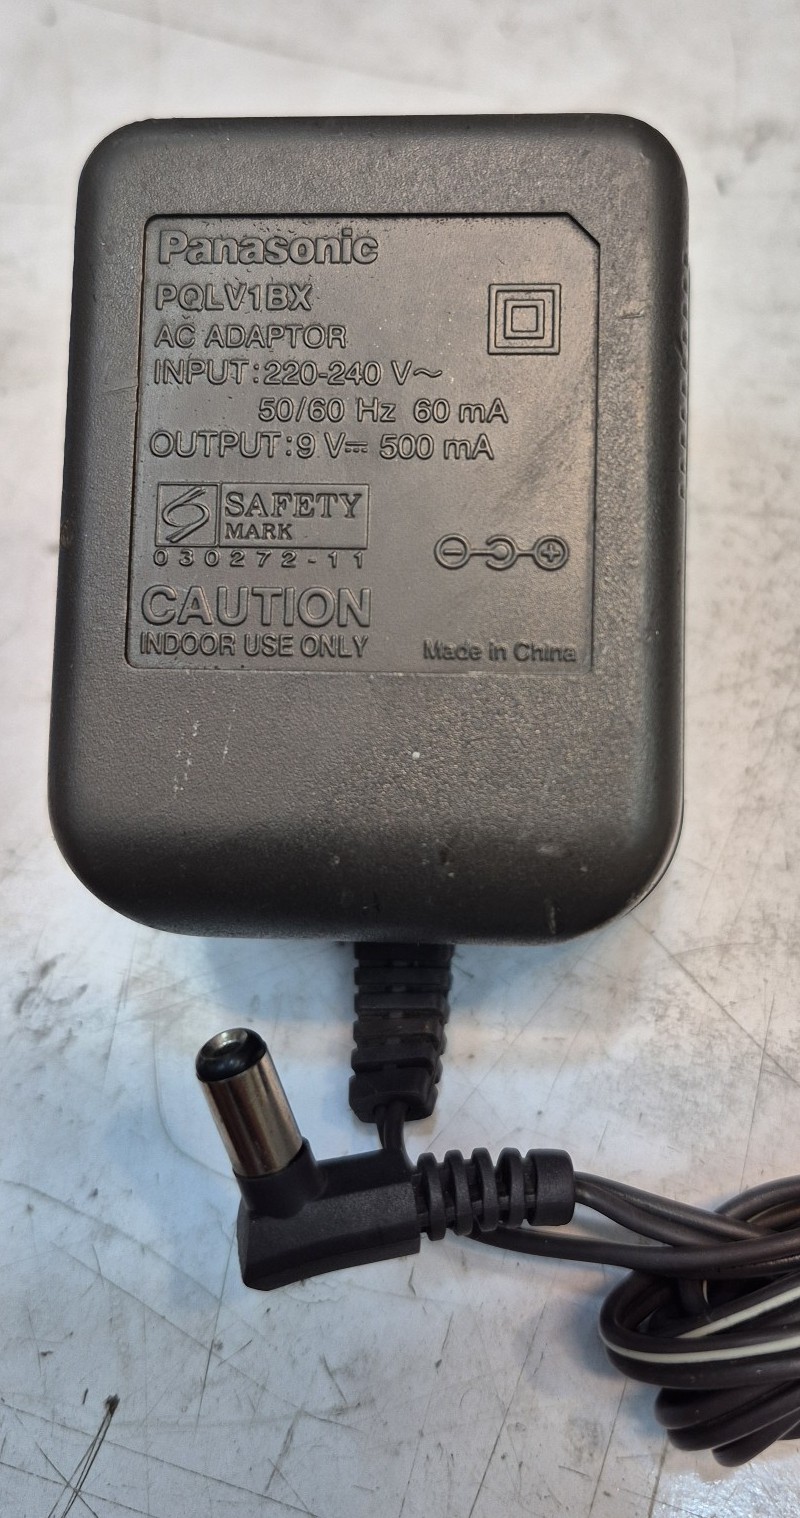 Panasonic
PQLV1BX
AC ADAPTOR
INPUT:220-240 V~
50/60 Hz 60 mA
OUTPUT:9 V⎓ 500 mA
SAFETY
MARK
030272-11
CAUTION
INDOOR USE ONLY
Made in China